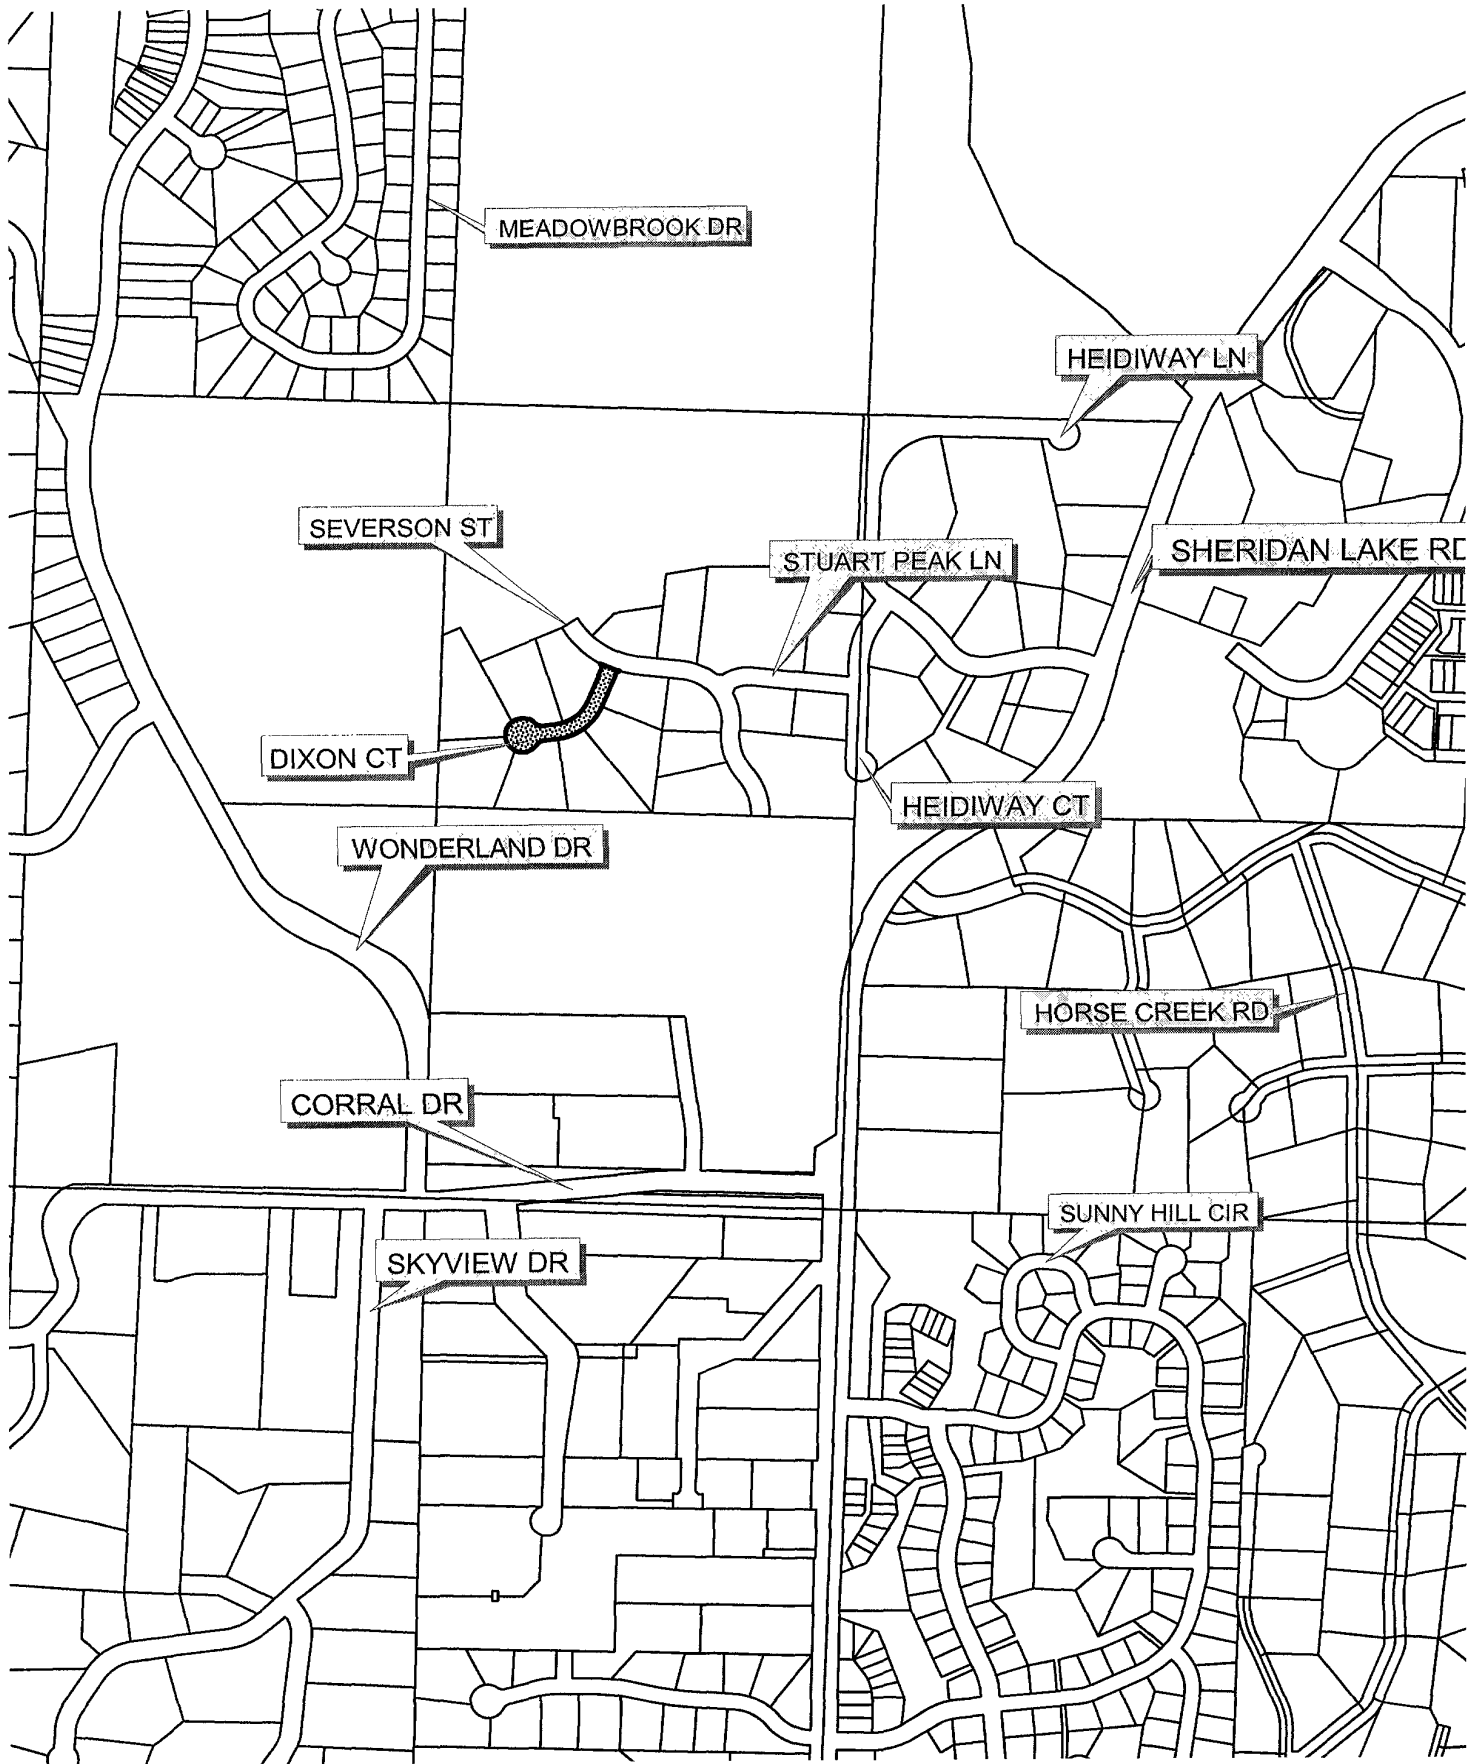 MEADOWBROOK DR
HEIDIWAY LN
SEVERSON ST
STUART PEAK LN
SHERIDAN LAKE RD
DIXON CT
HEIDIWAY CT
WONDERLAND DR
HORSE CREEK RD
CORRAL DR
SUNNY HILL CIR
SKYVIEW DR